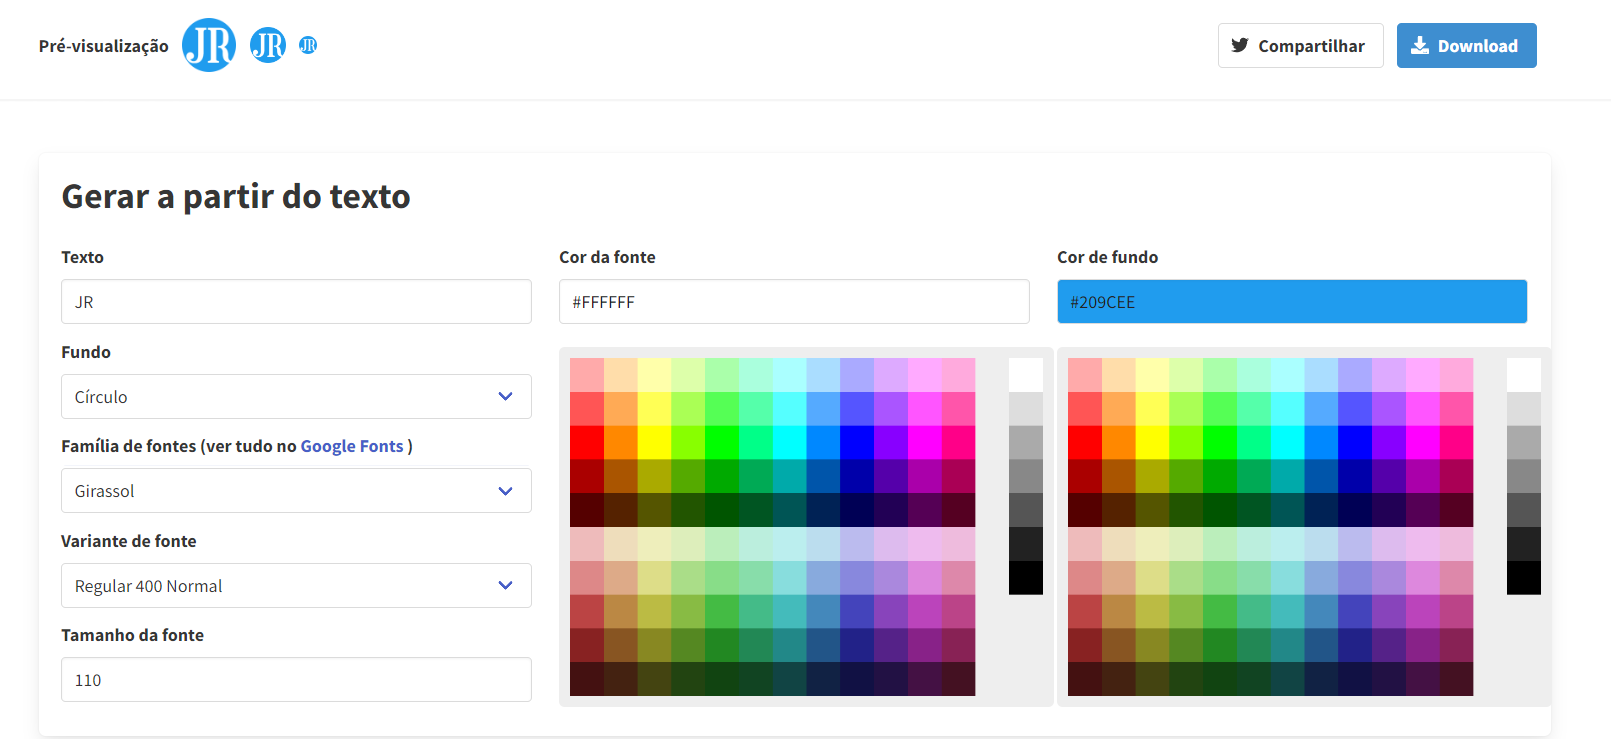 Pré-visualização JR JR JR Compartilhar Download
Gerar a partir do texto
Texto
JR
Cor da fonte
#FFFFFF
Cor de fundo
#209CEE
Fundo
Círculo
Família de fontes (ver tudo no Google Fonts )
Girassol
Variante de fonte
Regular 400 Normal
Tamanho da fonte
110